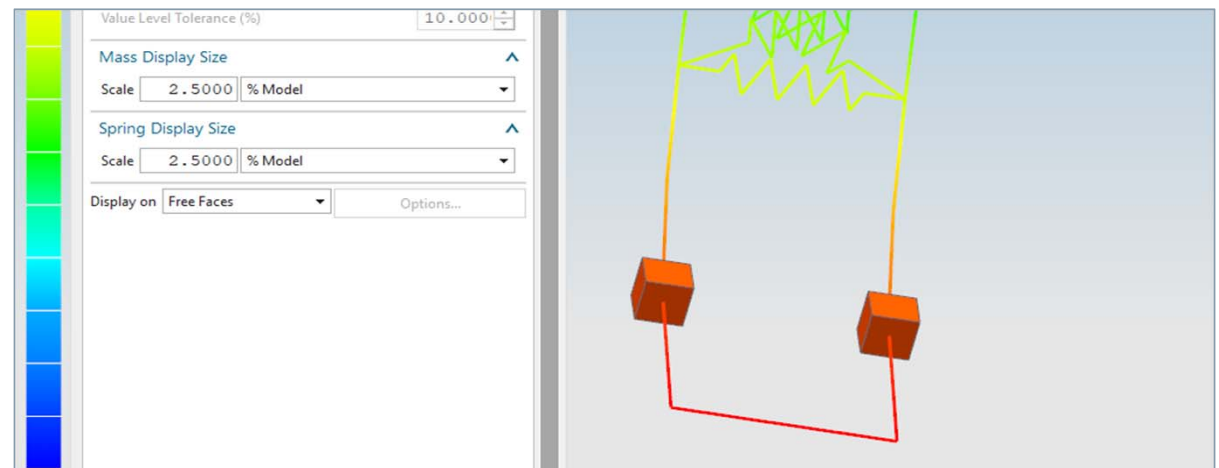 Value Level Tolerance (%) 10.000
Mass Display Size
Scale 2.5000 % Model
Spring Display Size
Scale 2.5000 % Model
Display on Free Faces Options...